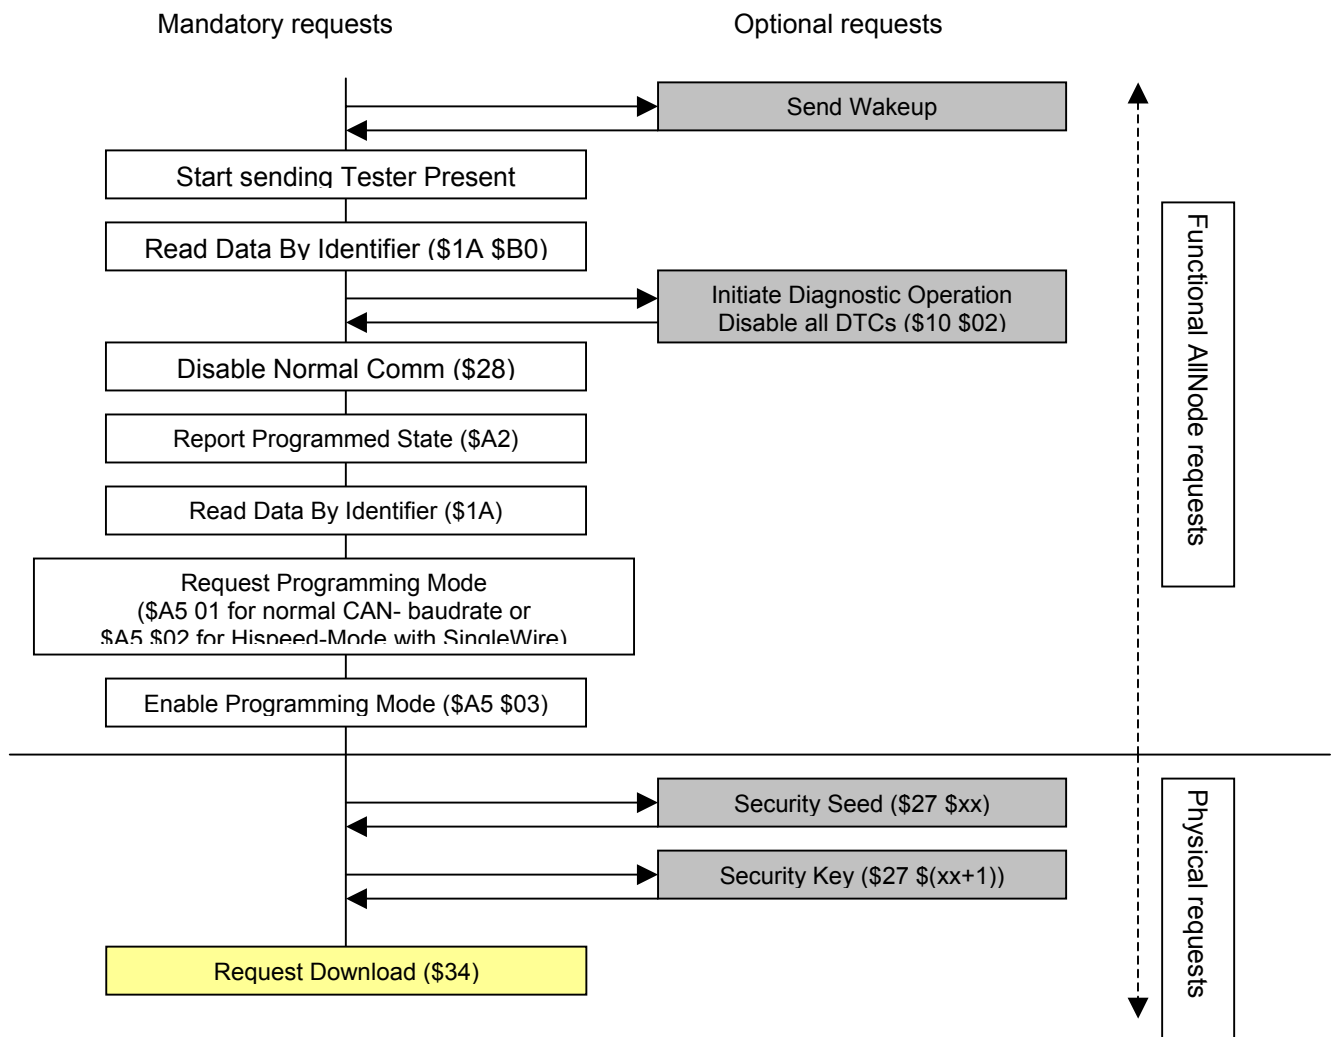 Mandatory requests
Optional requests
Send Wakeup
Start sending Tester Present
Read Data By Identifier ($1A $B0)
Initiate Diagnostic Operation
Disable all DTCs ($10 $02)
Disable Normal Comm ($28)
Report Programmed State ($A2)
Read Data By Identifier ($1A)
Request Programming Mode
($A5 01 for normal CAN- baudrate or
$A5 $02 for Hispeed-Mode with SingleWire)
Enable Programming Mode ($A5 $03)
Functional AllNode requests
Security Seed ($27 $xx)
Security Key ($27 $(xx+1))
Request Download ($34)
Physical requests